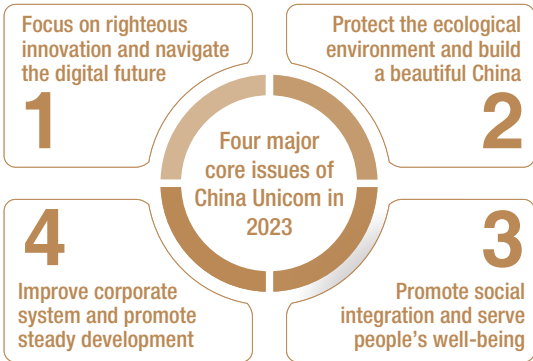 Focus on righteous
innovation and navigate
the digital future
1
Protect the ecological
environment and build
a beautiful China
2
Four major
core issues of
China Unicom in
2023
3
Promote social
integration and serve
people's well-being
4
Improve corporate
system and promote
steady development